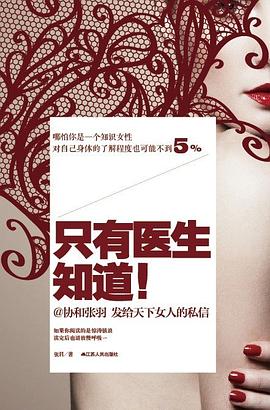 哪怕你是一个知识女性
对自己身体的了解程度也可能不到5%
只有医生
知道！
@协和张羽 发给天下女人的私信
如果你阅读的是惊涛骇浪
读完后也请放慢呼吸……
张羽 / 著 江苏人民出版社